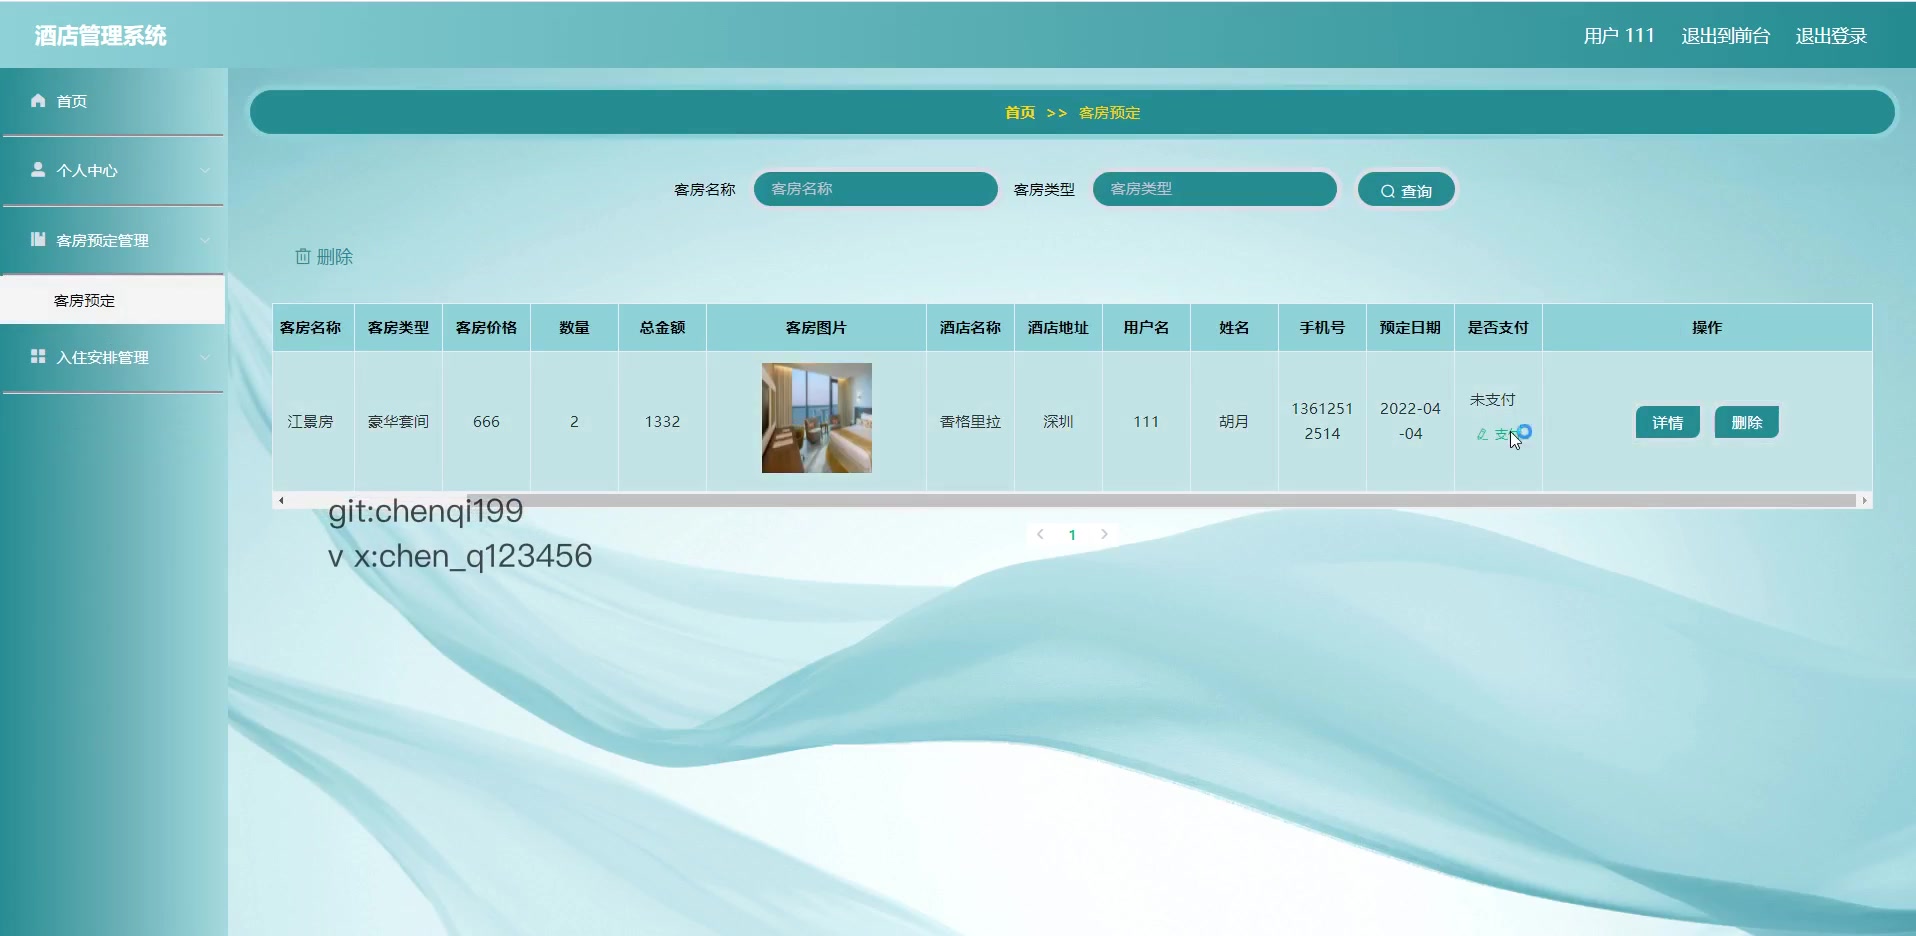 酒店管理系统
用户 111 退出到前台 退出登录
首页
个人中心
客房预定管理
客房预定
入住安排管理
首页 >> 客房预定
客房名称 客房名称 客房类型 客房类型 查询
删除
客房名称 客房类型 客房价格 数量 总金额 客房图片 酒店名称 酒店地址 用户名 姓名 手机号 预定日期 是否支付 操作
江景房 豪华套间 666 2 1332 香格里拉 深圳 111 胡月 1361251 2022-04 未支付 详情 删除
2514 -04 支
git:chenqi199
1
v x:chen_q123456